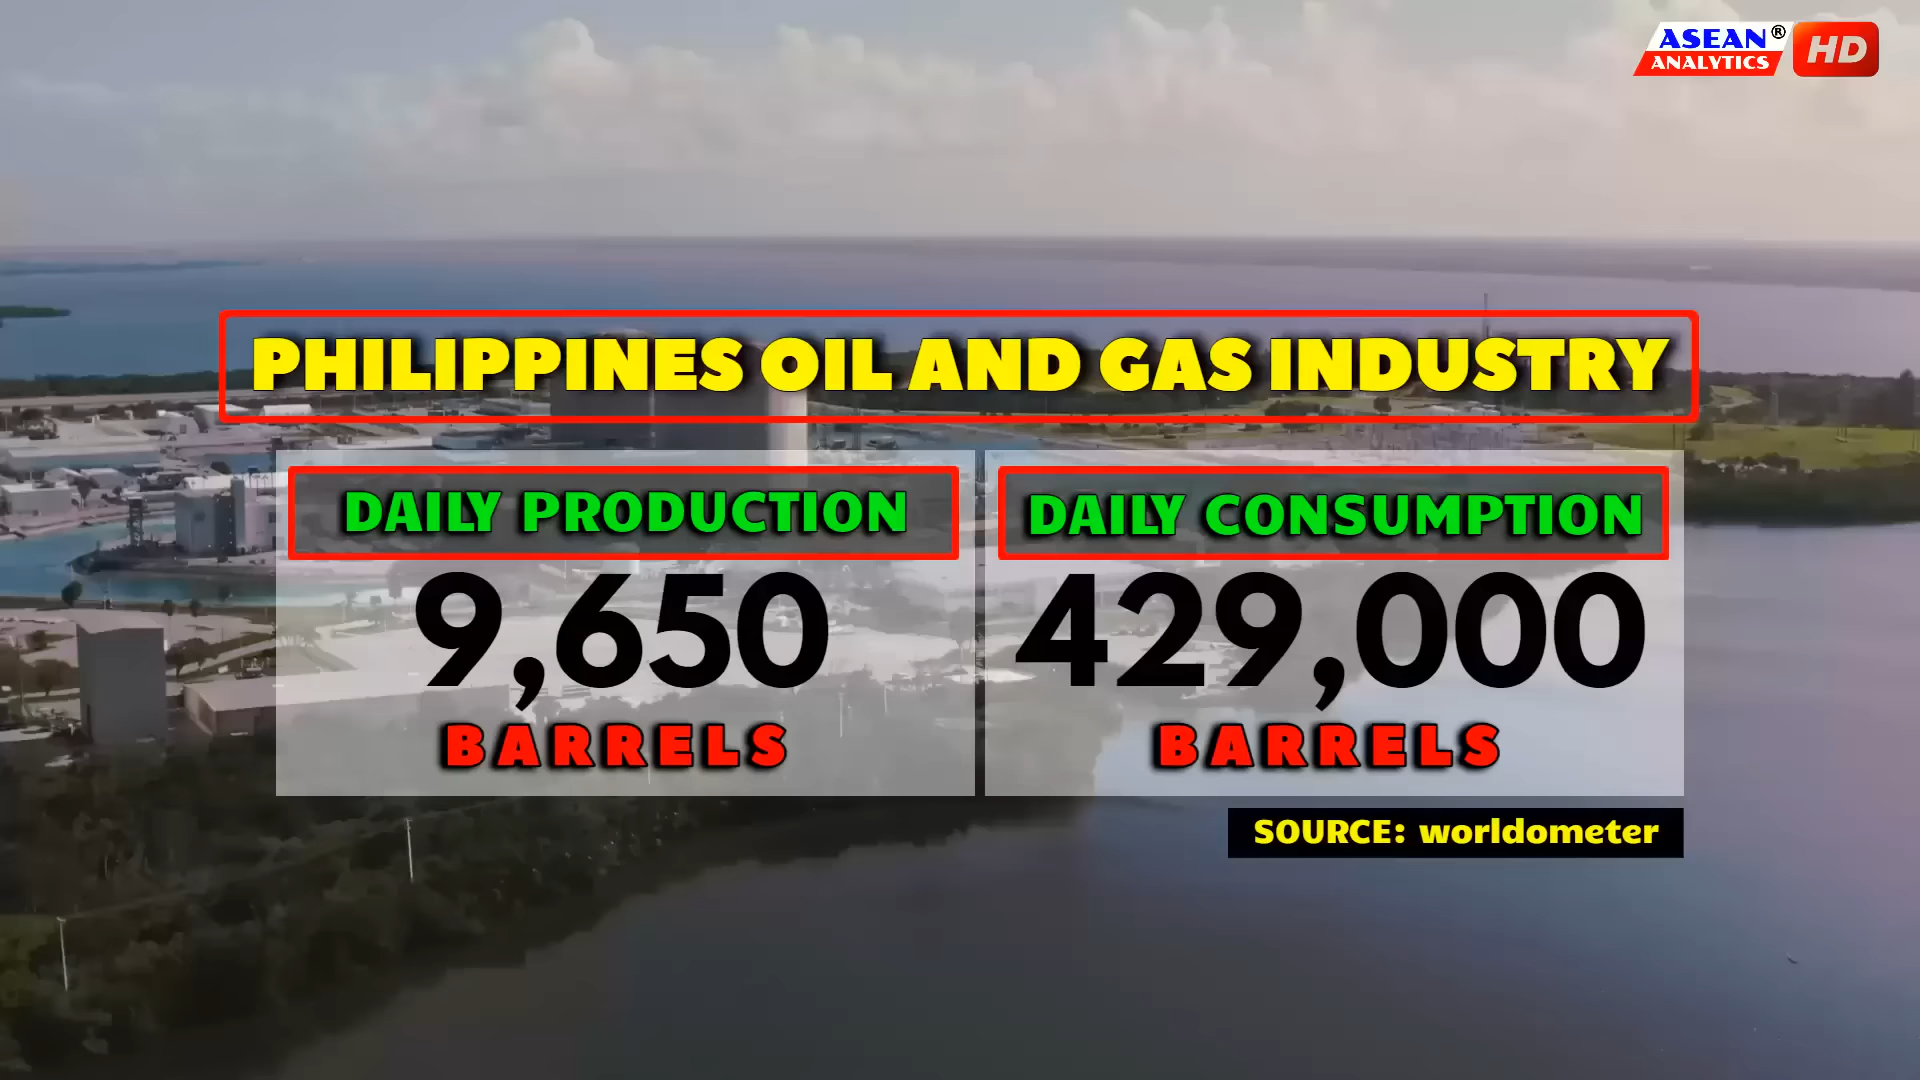 ASEAN®
ANALYTICS
HD
PHILIPPINES OIL AND GAS INDUSTRY
DAILY PRODUCTION
9,650
BARRELS
DAILY CONSUMPTION
429,000
BARRELS
SOURCE: worldometer